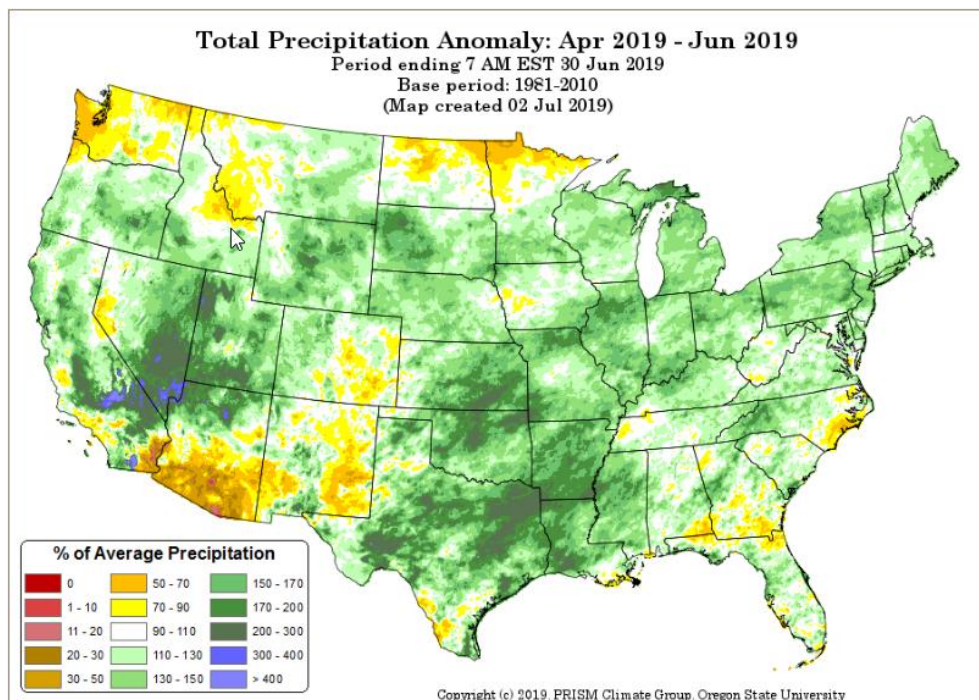 Total Precipitation Anomaly: Apr 2019 - Jun 2019
Period ending 7 AM EST 30 Jun 2019
Base period: 1981-2010
(Map created 02 Jul 2019)
% of Average Precipitation
0
1 - 10
11 - 20
20 - 30
30 - 50
50 - 70
70 - 90
90 - 110
110 - 130
130 - 150
150 - 170
170 - 200
200 - 300
300 - 400
> 400
Copyright (c) 2019, PRISM Climate Group, Oregon State University